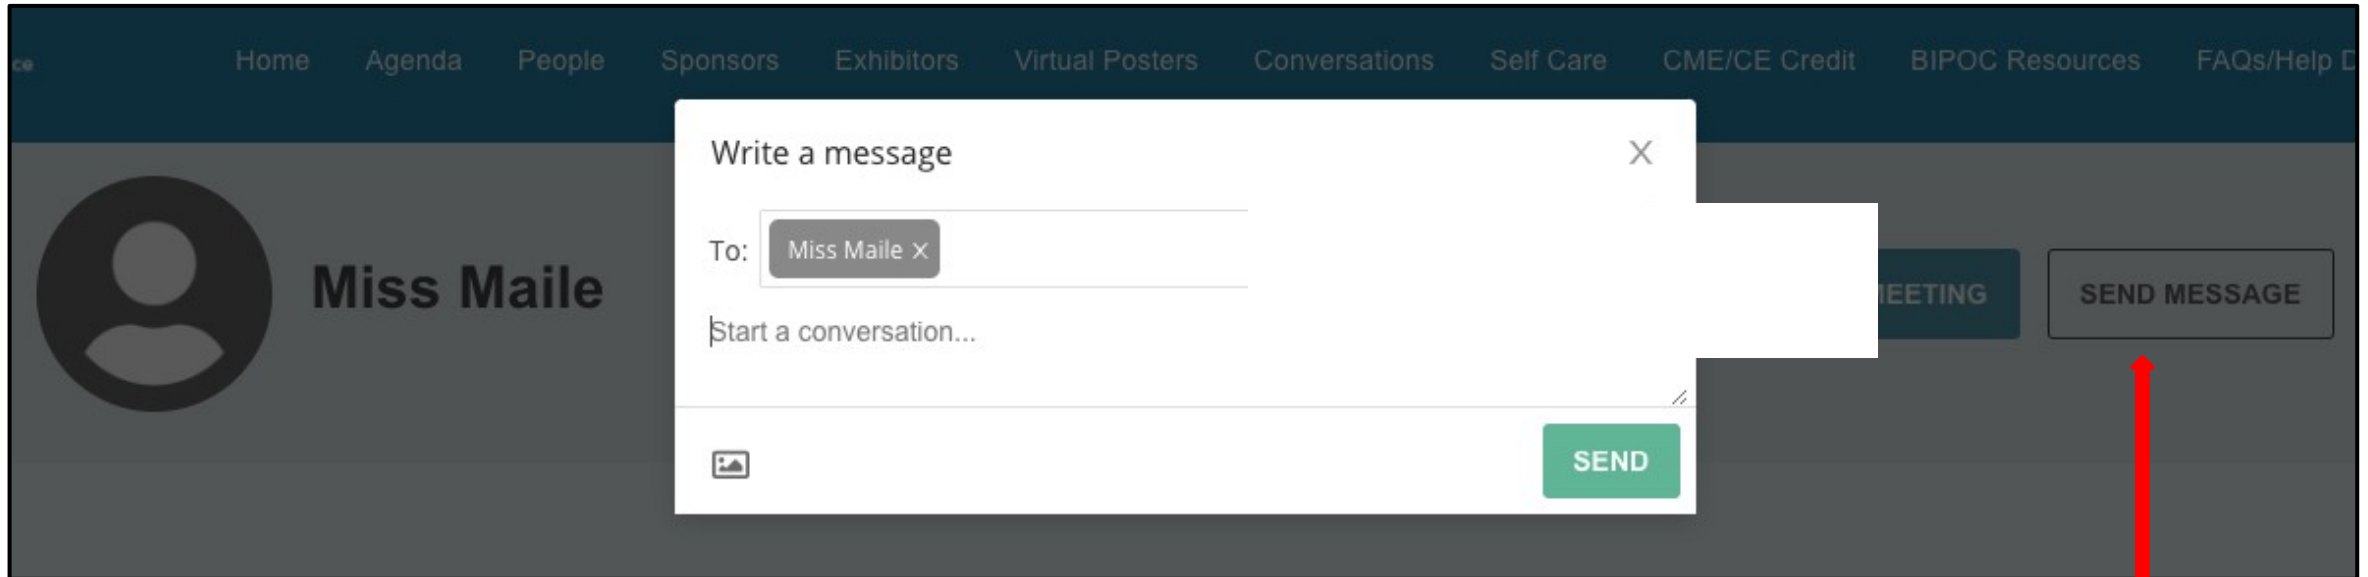 ce Home Agenda People Sponsors Exhibitors Virtual Posters Conversations Self Care CME/CE Credit BIPOC Resources FAQs/Help D
Write a message X
To: Miss Maile X
Miss Maile
EETING SEND MESSAGE
Start a conversation...
SEND